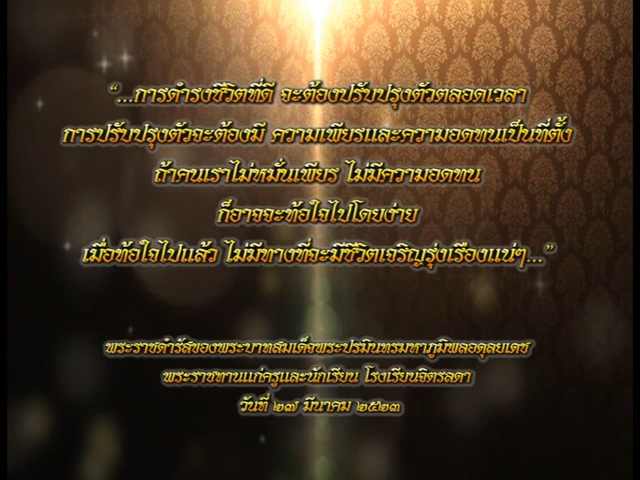 “...การดำรงชีวิตที่ดี จะต้องปรับปรุงตัวตลอดเวลา
การปรับปรุงตัวจะต้องมี ความเพียรและความอดทนเป็นที่ตั้ง
ถ้าคนเราไม่หมั่นเพียร ไม่มีความอดทน
ก็อาจจะท้อใจไปโดยง่าย
เมื่อท้อใจไปแล้ว ไม่มีทางที่จะมีชีวิตเจริญรุ่งเรืองแน่ๆ...”
พระราชดำรัสของพระบาทสมเด็จพระปรมินทรมหาภูมิพลอดุลยเดช
พระราชทานแก่ครูและนักเรียน โรงเรียนจิตรลดา
วันที่ ๒๗ มีนาคม ๒๕๒๓